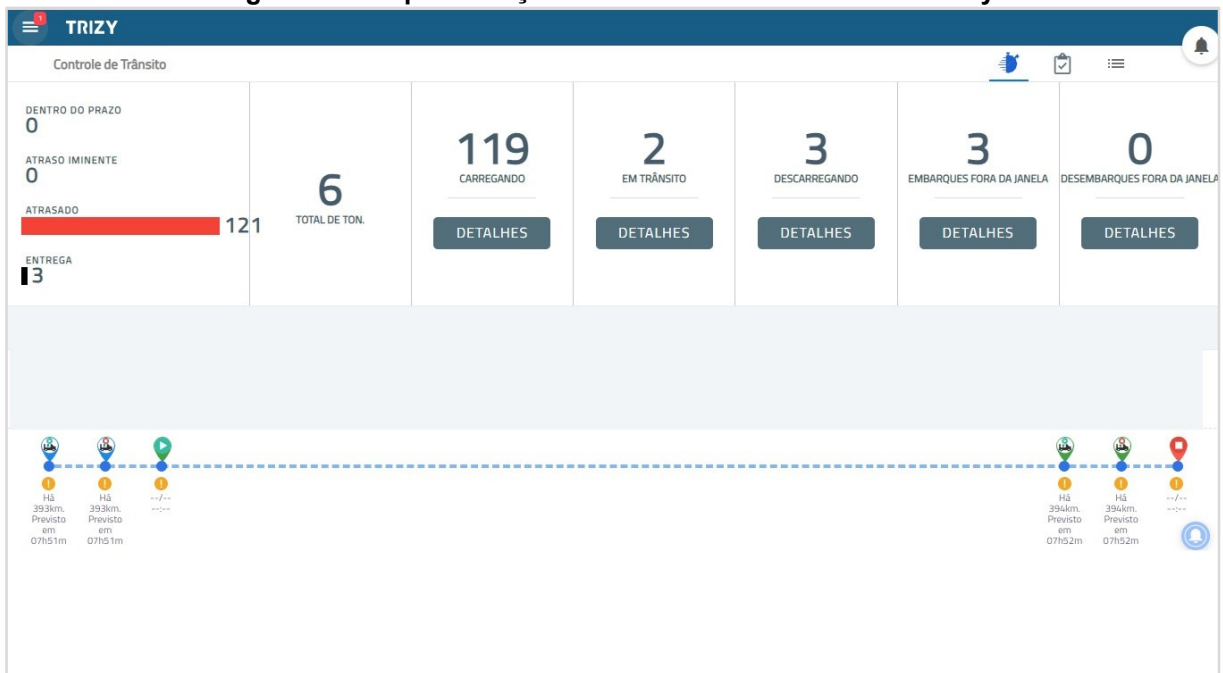 1
TRIZY
Controle de Trânsito
DENTRO DO PRAZO
0
ATRASO IMINENTE
0
ATRASADO
121
ENTREGA
3
6
TOTAL DE TON.
119
CARREGANDO
DETALHES
2
EM TRÂNSITO
DETALHES
3
DESCARREGANDO
DETALHES
3
EMBARQUES FORA DA JANELA
DETALHES
0
DESEMBARQUES FORA DA JANELA
DETALHES
Há
393km.
Previsto
em
07h51m
Há
393km.
Previsto
em
07h51m
--/--
--:--
Há
394km.
Previsto
em
07h52m
Há
394km.
Previsto
em
07h52m
--/--
--:--